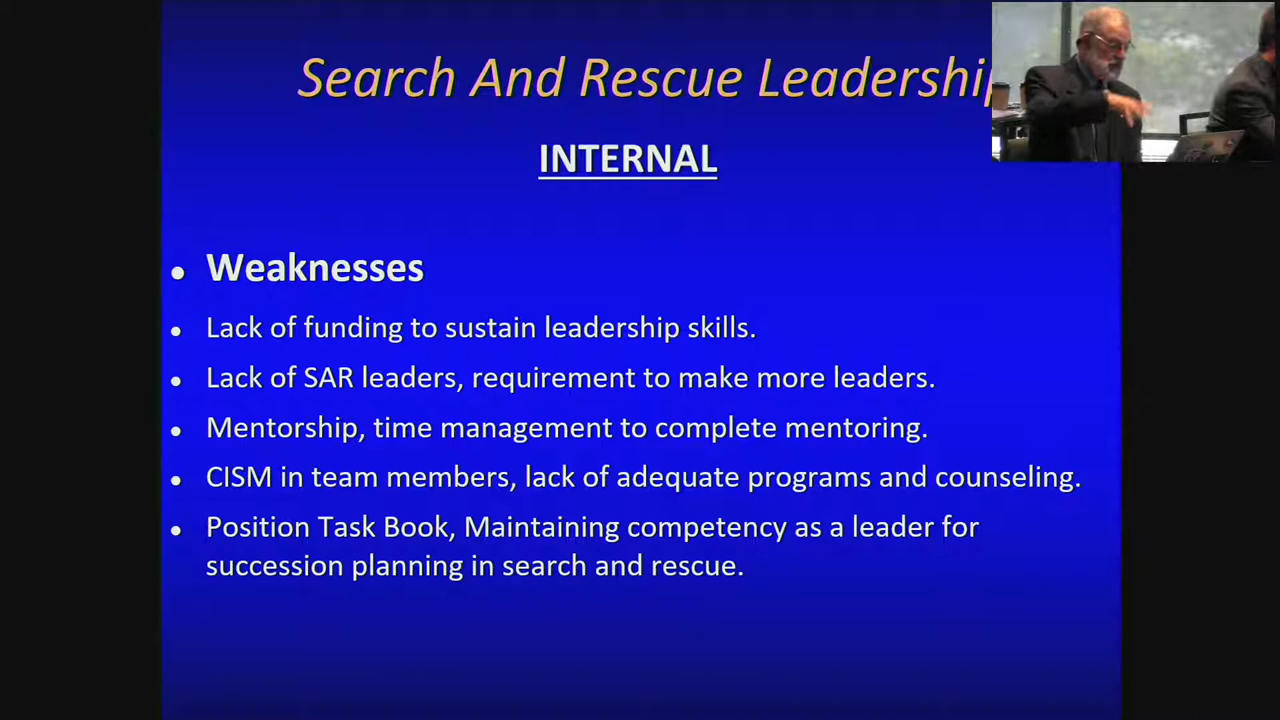 Search And Rescue Leadership
INTERNAL
• Weaknesses
• Lack of funding to sustain leadership skills.
• Lack of SAR leaders, requirement to make more leaders.
• Mentorship, time management to complete mentoring.
• CISM in team members, lack of adequate programs and counseling.
• Position Task Book, Maintaining competency as a leader for
succession planning in search and rescue.